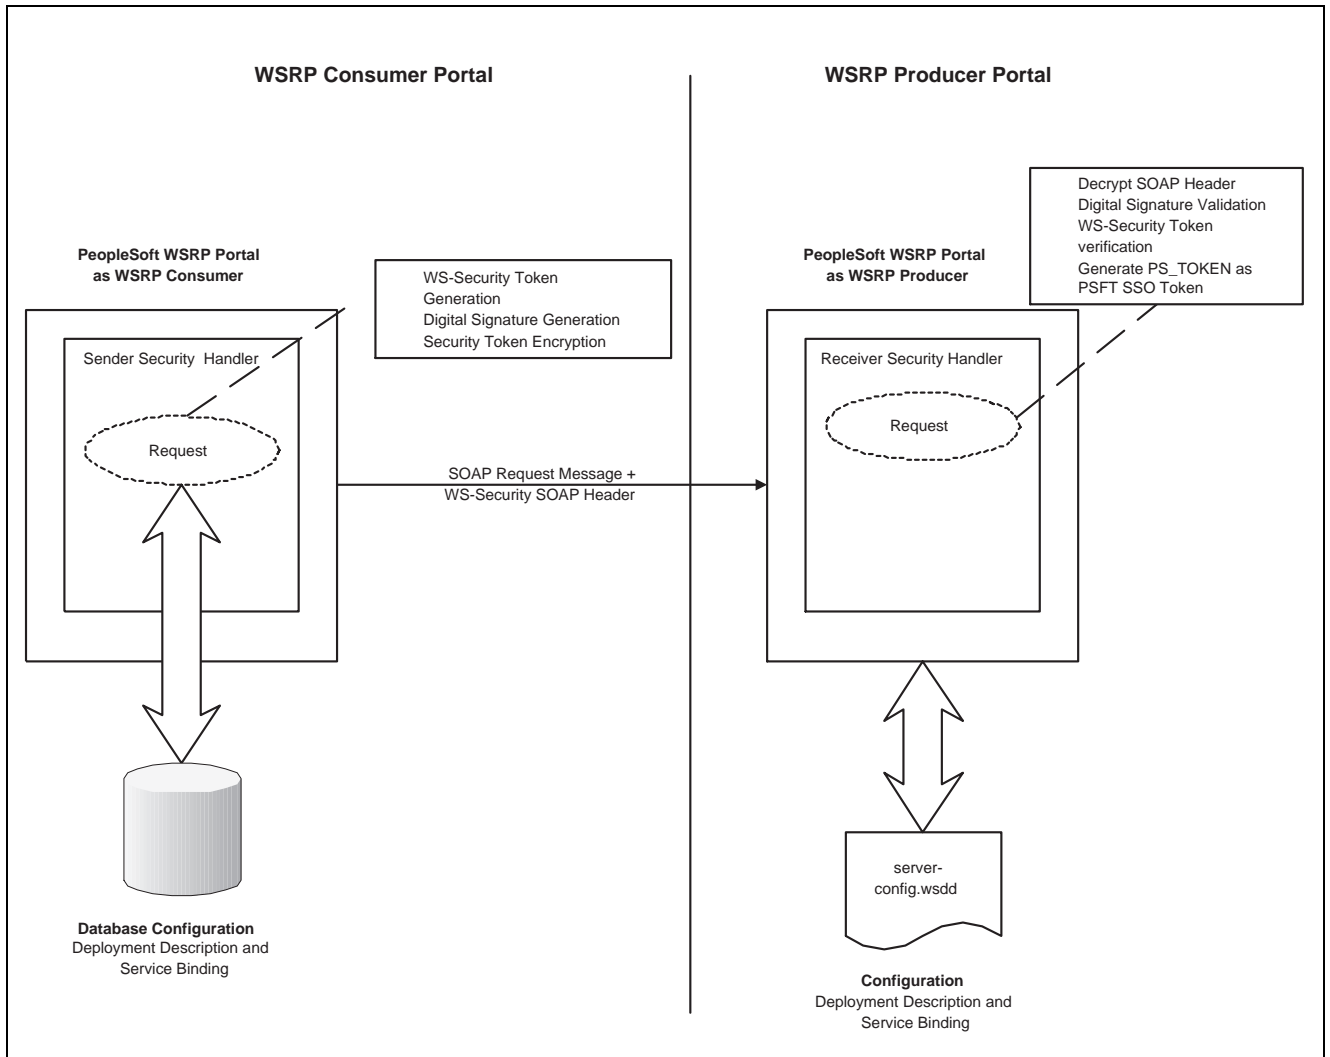 WSRP Consumer Portal
WSRP Producer Portal
Decrypt SOAP Header
Digital Signature Validation
WS-Security Token
verification
Generate PS_TOKEN as
PSFT SSO Token
PeopleSoft WSRP Portal
as WSRP Consumer
WS-Security Token
Generation
Digital Signature Generation
Security Token Encryption
PeopleSoft WSRP Portal
as WSRP Producer
Sender Security Handler
Request
Receiver Security Handler
Request
SOAP Request Message +
WS-Security SOAP Header
server-
config.wsdd
Database Configuration
Deployment Description and
Service Binding
Configuration
Deployment Description and
Service Binding